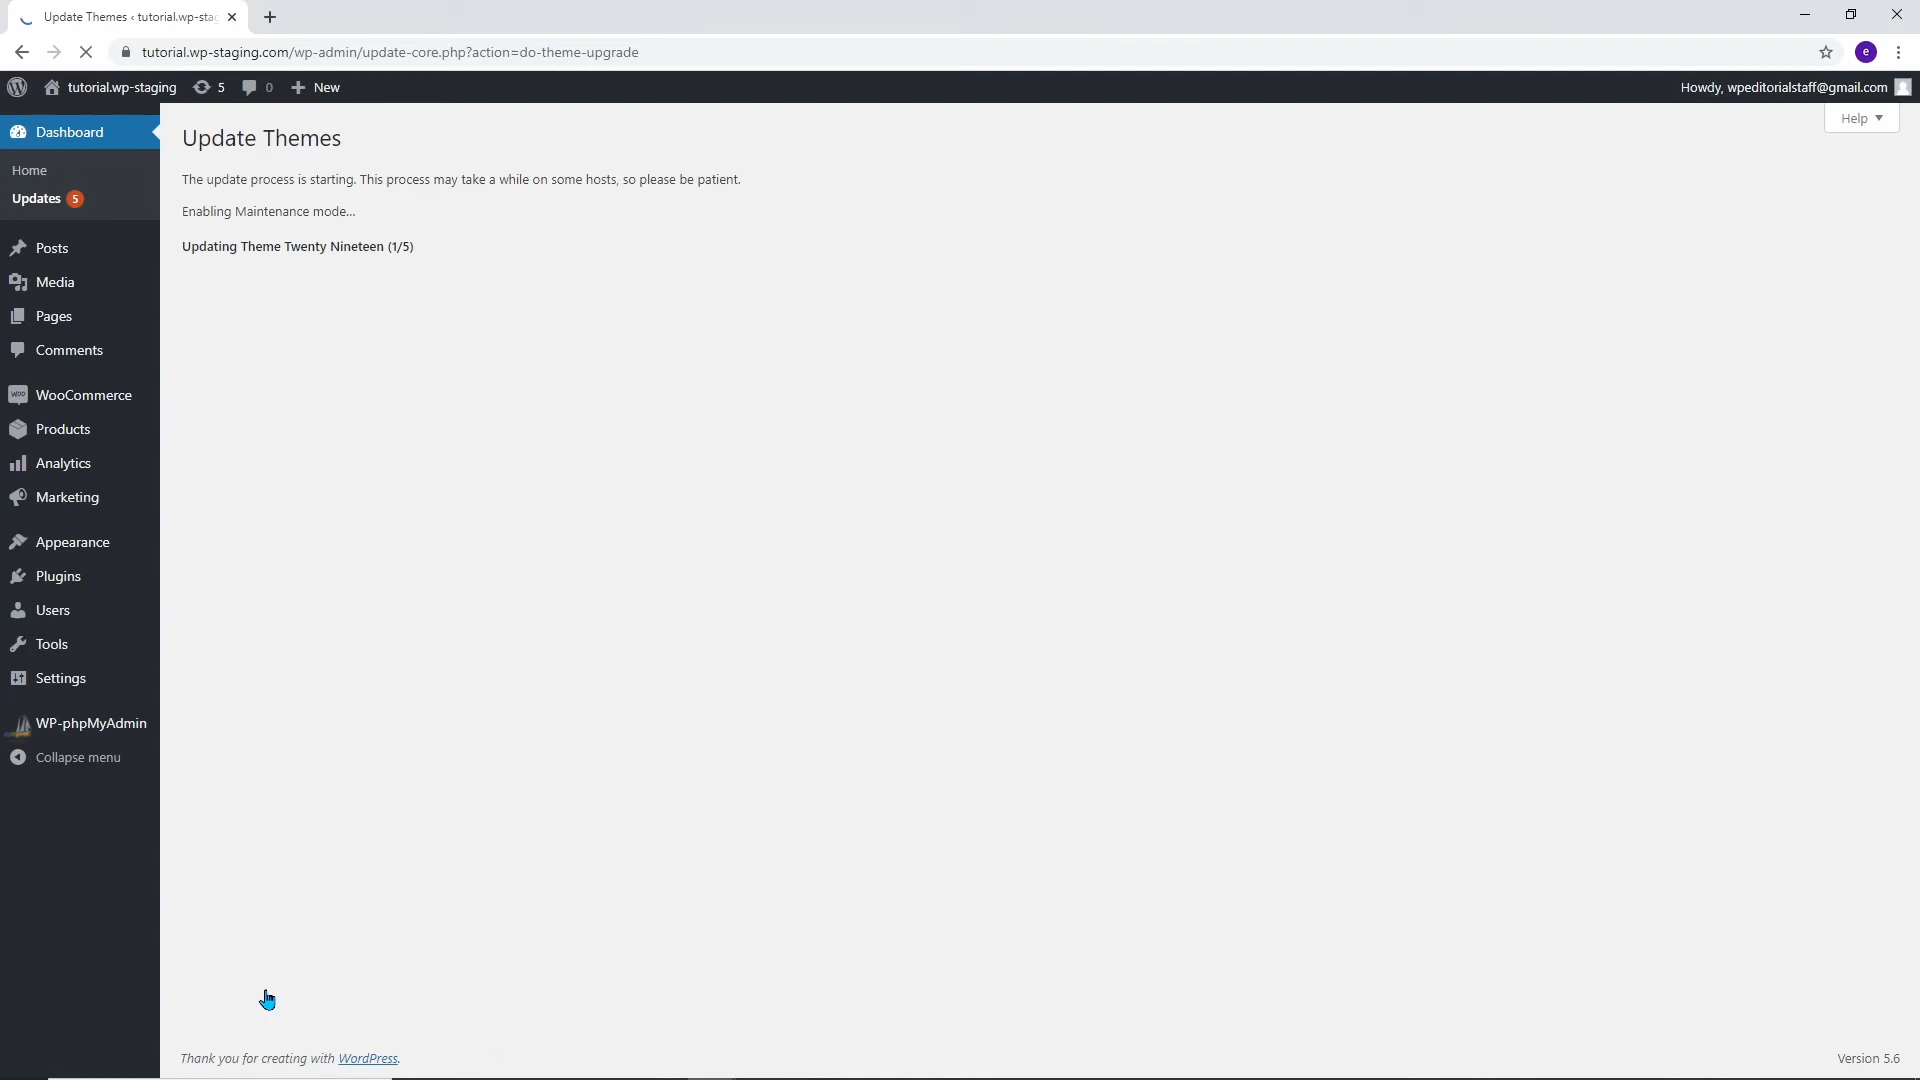 Update Themes ‹ tutorial.wp-sta
tutorial.wp-staging.com/wp-admin/update-core.php?action=do-theme-upgrade
e
tutorial.wp-staging
5
0
New
Howdy, wpeditorialstaff@gmail.com
Dashboard
Home
Updates 5
Posts
Media
Pages
Comments
WooCommerce
Products
Analytics
Marketing
Appearance
Plugins
Users
Tools
Settings
WP-phpMyAdmin
Collapse menu
Help
Update Themes
The update process is starting. This process may take a while on some hosts, so please be patient.
Enabling Maintenance mode...
Updating Theme Twenty Nineteen (1/5)
Thank you for creating with WordPress.
Version 5.6